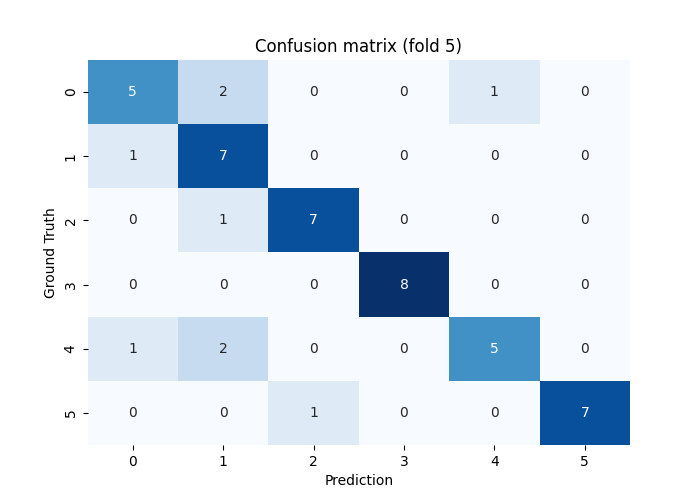 Confusion matrix (fold 5)
Ground Truth
0 5 2 0 0 1 0
1 1 7 0 0 0 0
2 0 1 7 0 0 0
3 0 0 0 8 0 0
4 1 2 0 0 5 0
5 0 0 1 0 0 7
0 1 2 3 4 5
Prediction